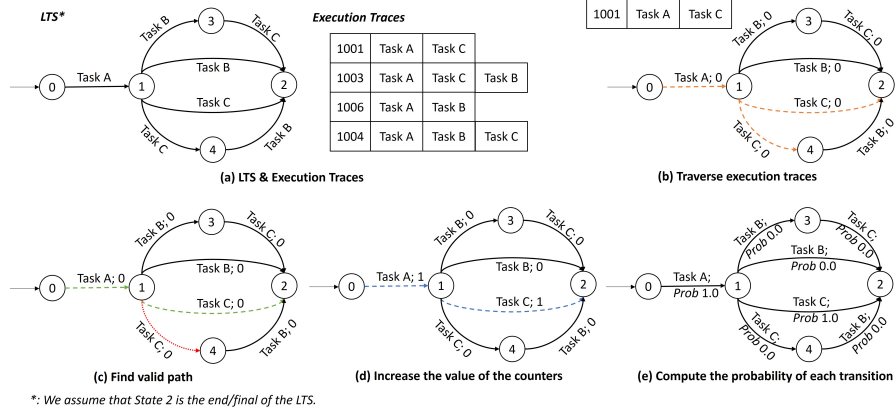 LTS*
Task A
Task B
Task C
Task B
Task C
Task C
Task B
0
1
2
3
4
Execution Traces
1001 Task A Task C
1003 Task A Task C Task B
1006 Task A Task B
1004 Task A Task B Task C
(a) LTS & Execution Traces
1001 Task A Task C
Task A; 0
Task B; 0
Task C; 0
Task B; 0
Task C; 0
Task C; 0
Task B; 0
0
1
2
3
4
(b) Traverse execution traces
Task A; 0
Task B; 0
Task C; 0
Task B; 0
Task C; 0
Task C; 0
Task B; 0
0
1
2
3
4
(c) Find valid path
Task A; 1
Task B; 0
Task C; 0
Task B; 0
Task C; 1
Task C; 0
Task B; 0
0
1
2
3
4
(d) Increase the value of the counters
Task A;
Prob 1.0
Task B;
Prob 0.0
Task C;
Prob 0.0
Task B;
Prob 0.0
Task C;
Prob 1.0
Task C;
Prob 0.0
Task B;
Prob 0.0
0
1
2
3
4
(e) Compute the probability of each transition
*: We assume that State 2 is the end/final of the LTS.